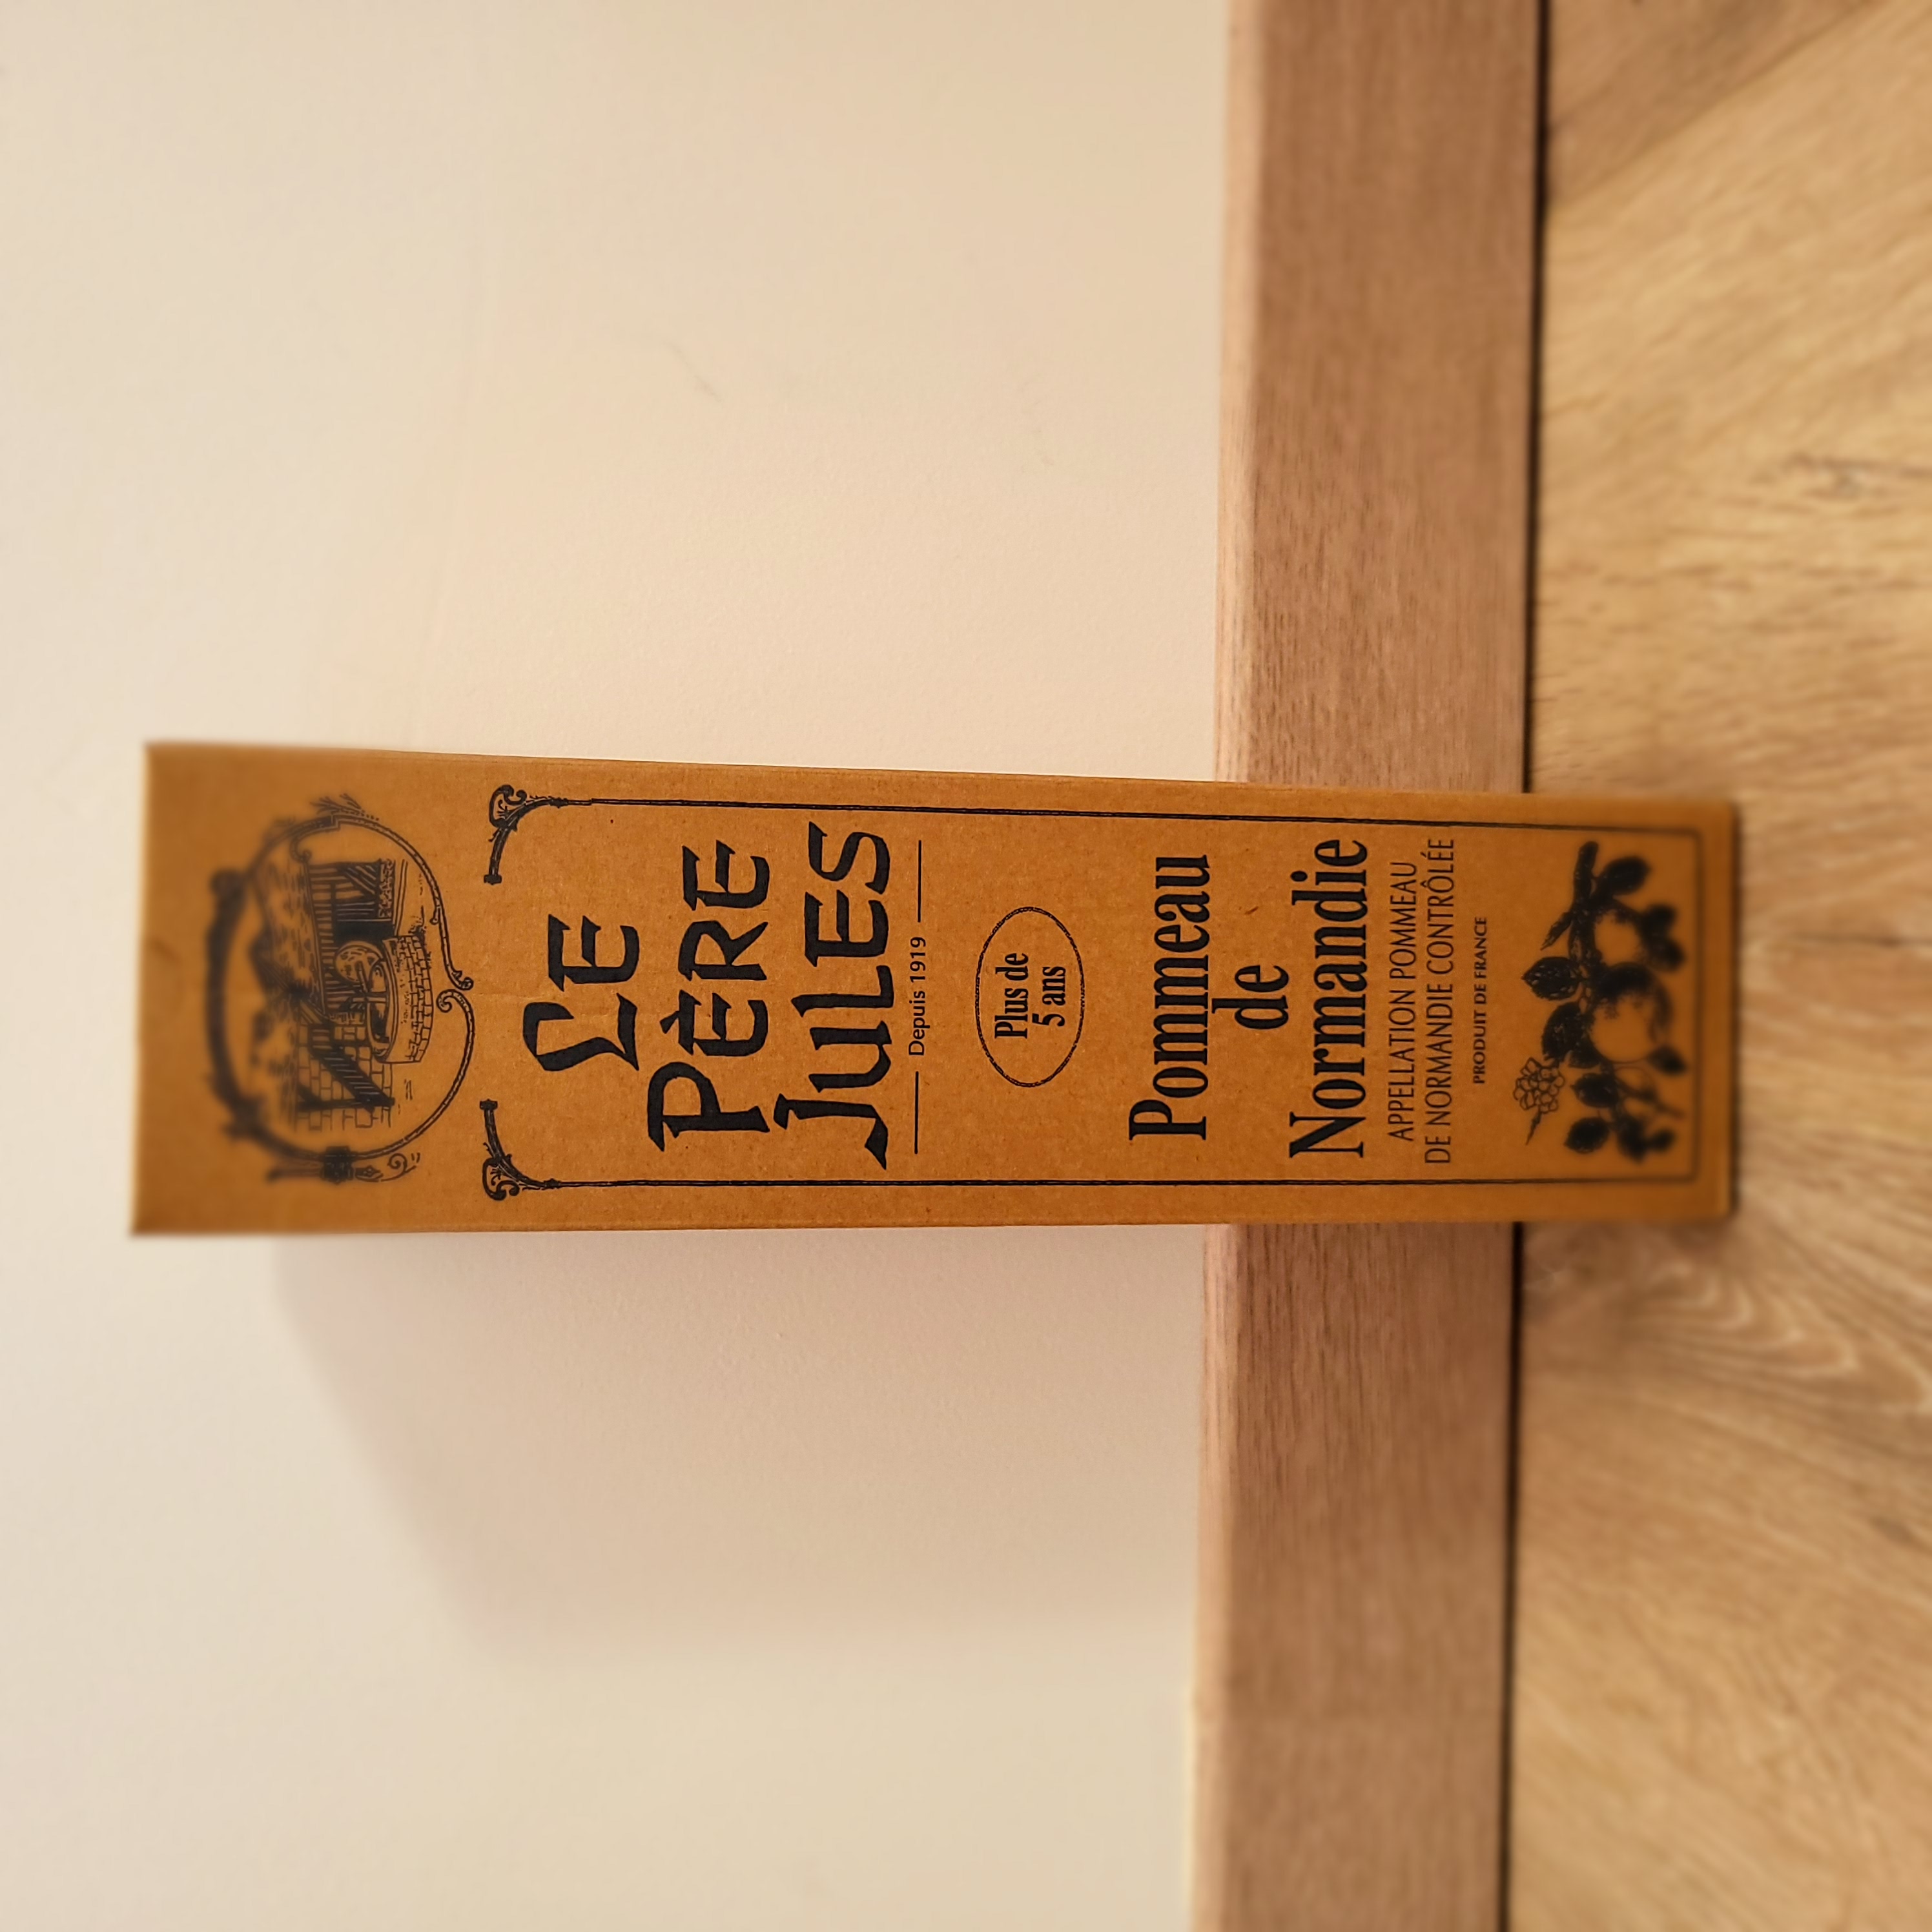 LE
PÈRE
JULES
Depuis 1919
Plus de
5 ans
Pommeau
de
Normandie
APPELLATION POMMEAU
DE NORMANDIE CONTRÔLÉE
PRODUIT DE FRANCE